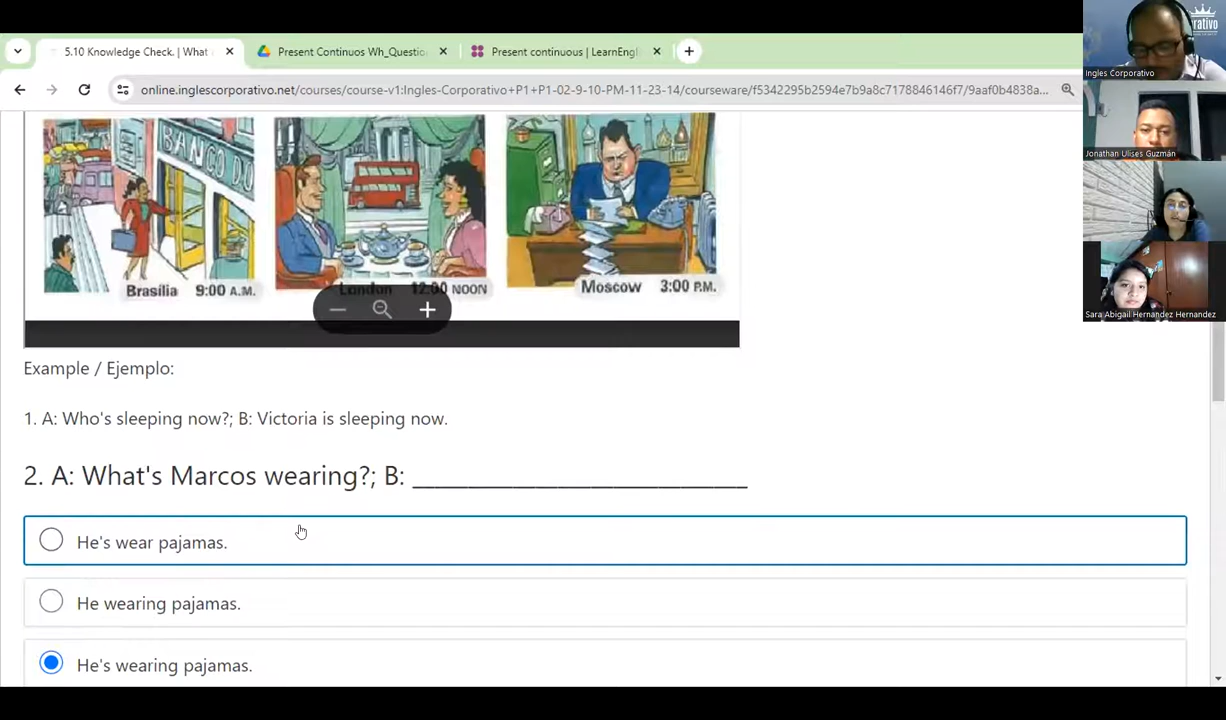 5.10 Knowledge Check. | What
Present Continuos Wh_Questio
Present continuous | LearnEngl
online.inglescorporativo.net/courses/course-v1:Ingles-Corporativo+P1+P1-02-9-10-PM-11-23-14/courseware/f5342295b2594e7b9a8c7178846146f7/9aaf0b4838a...
rativo
Ingles Corporativo
Jonathan Ulises Guzmán
Sara Abigail Hernandez Hernandez
BANCO DO
Brasília 9:00 A.M.
London 12:00 NOON
Moscow 3:00 P.M.
Example / Ejemplo:
1. A: Who's sleeping now?; B: Victoria is sleeping now.
2. A: What's Marcos wearing?; B: ______________________________
He's wear pajamas.
He wearing pajamas.
He's wearing pajamas.